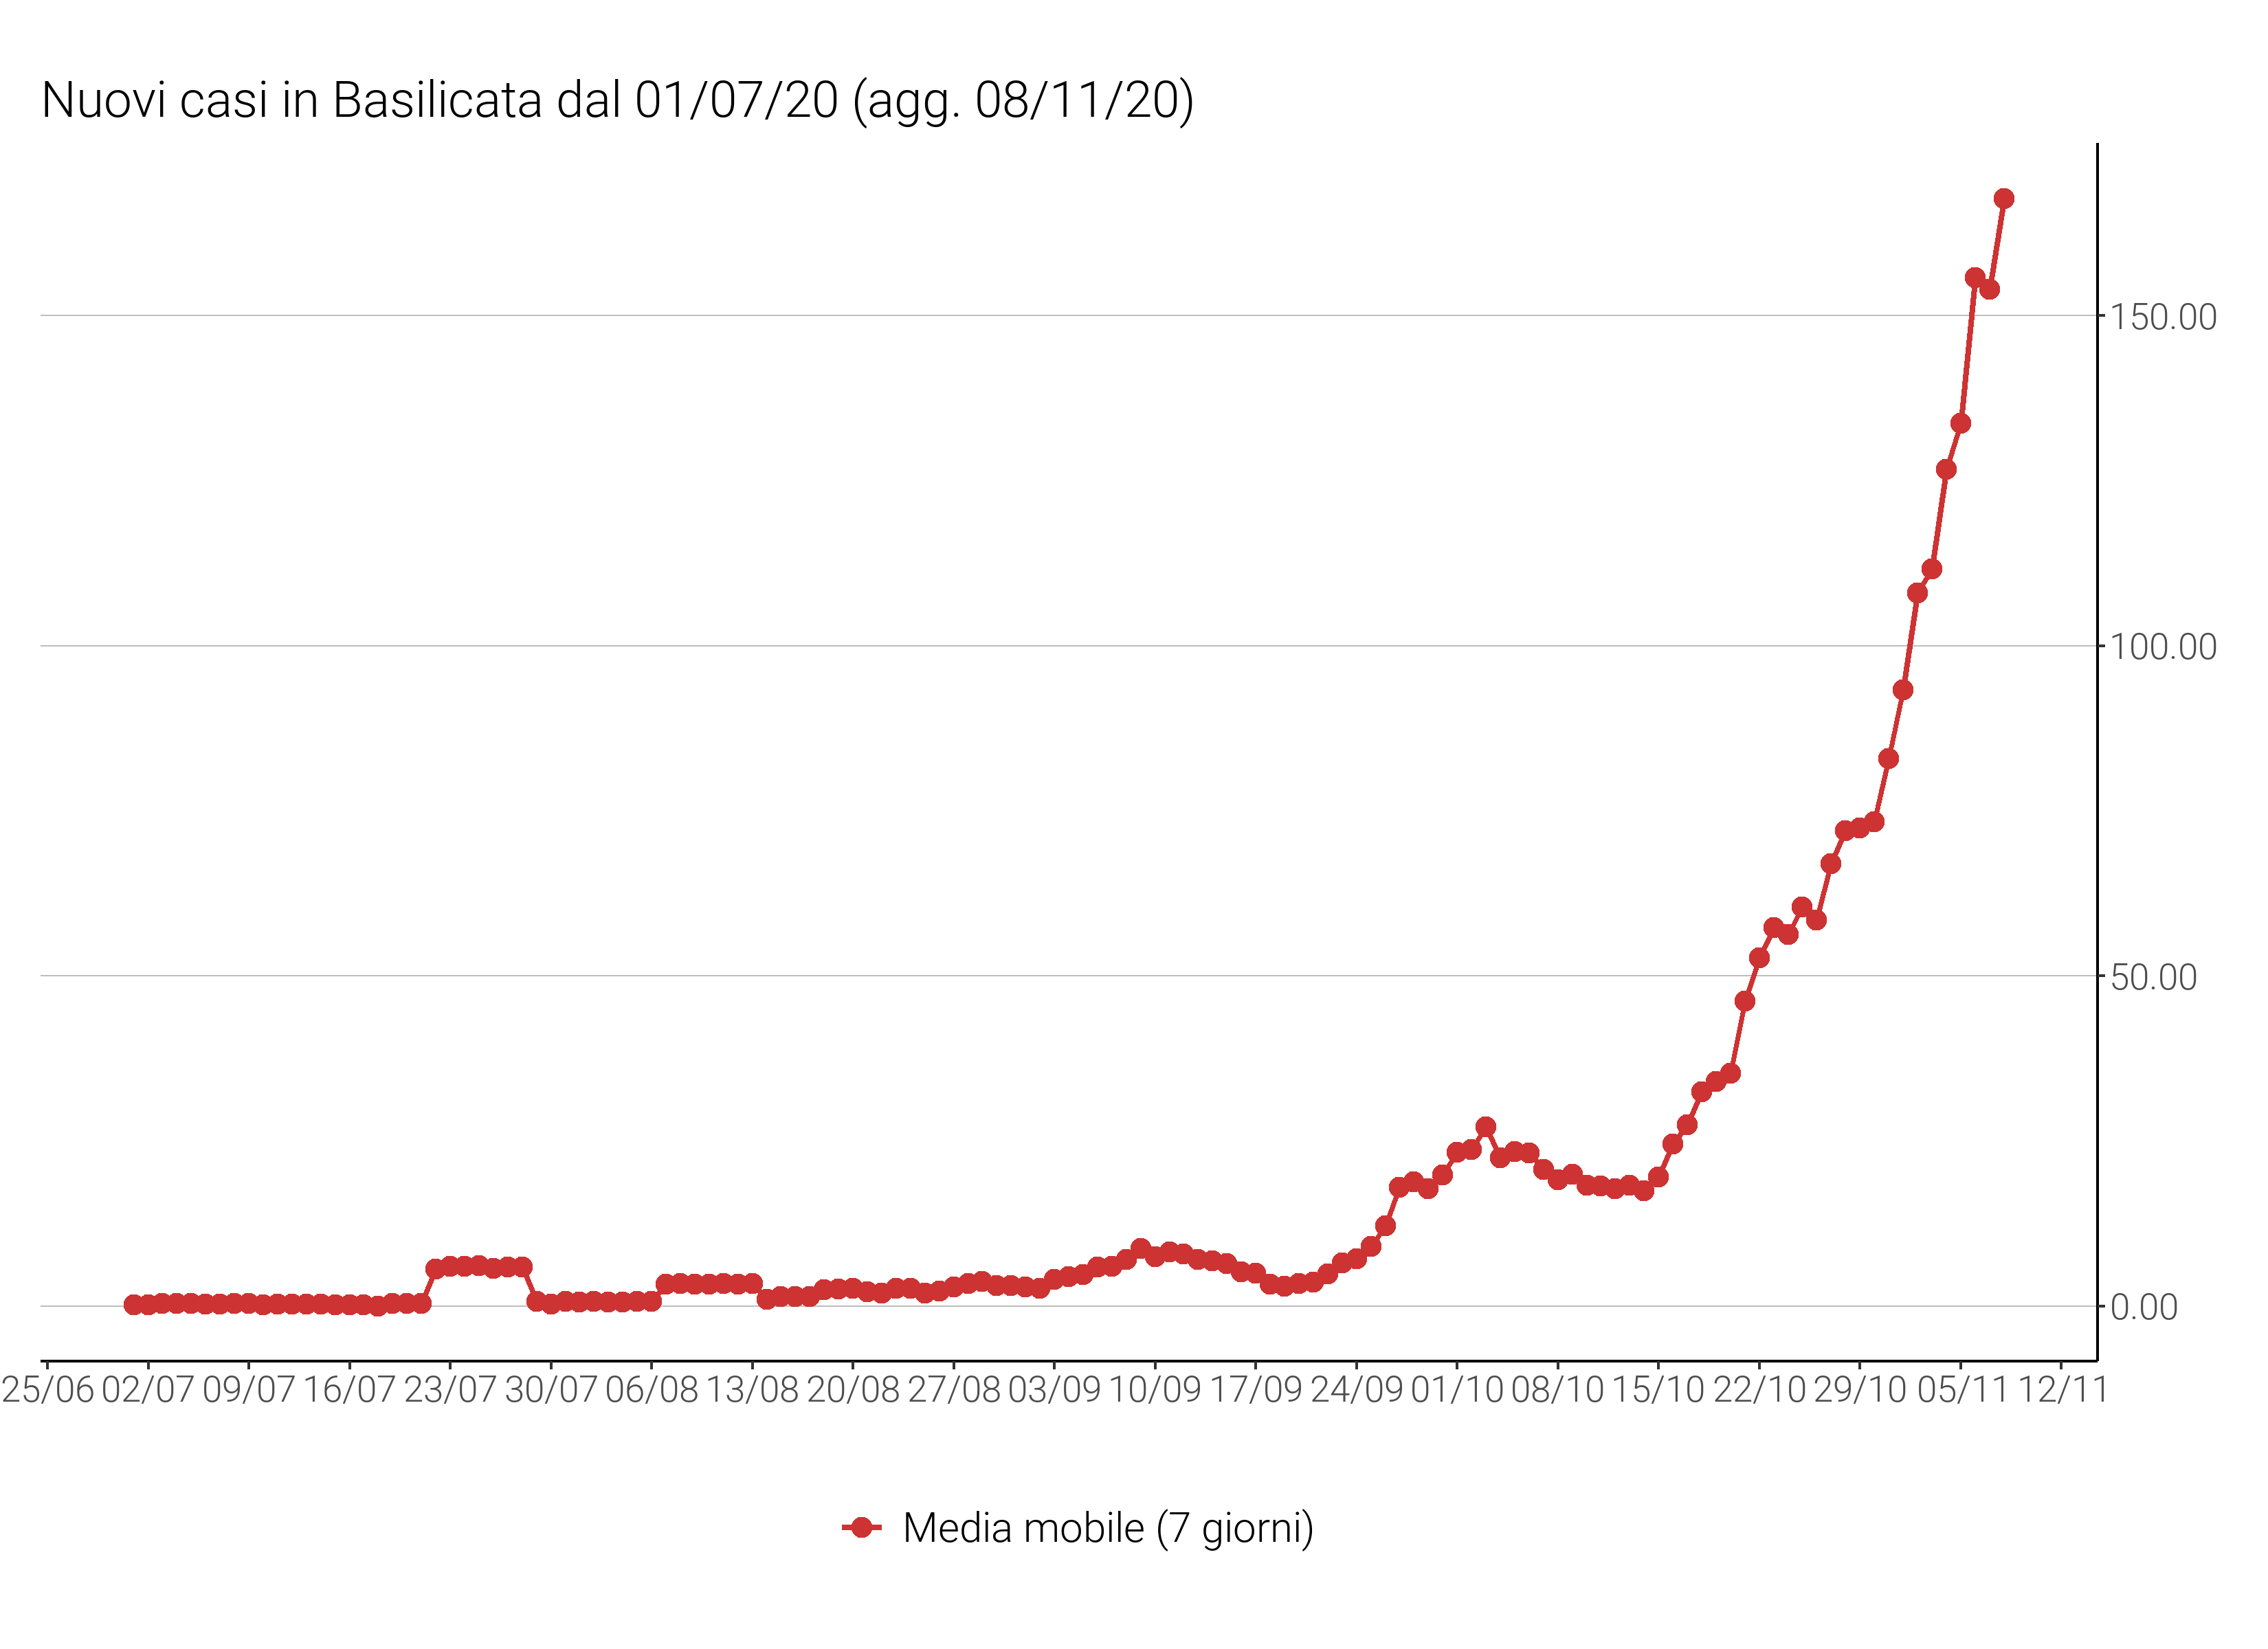 Nuovi casi in Basilicata dal 01/07/20 (agg. 08/11/20)
150.00
100.00
50.00
0.00
25/06 02/07 09/07 16/07 23/07 30/07 06/08 13/08 20/08 27/08 03/09 10/09 17/09 24/09 01/10 08/10 15/10 22/10 29/10 05/11 12/11
Media mobile (7 giorni)